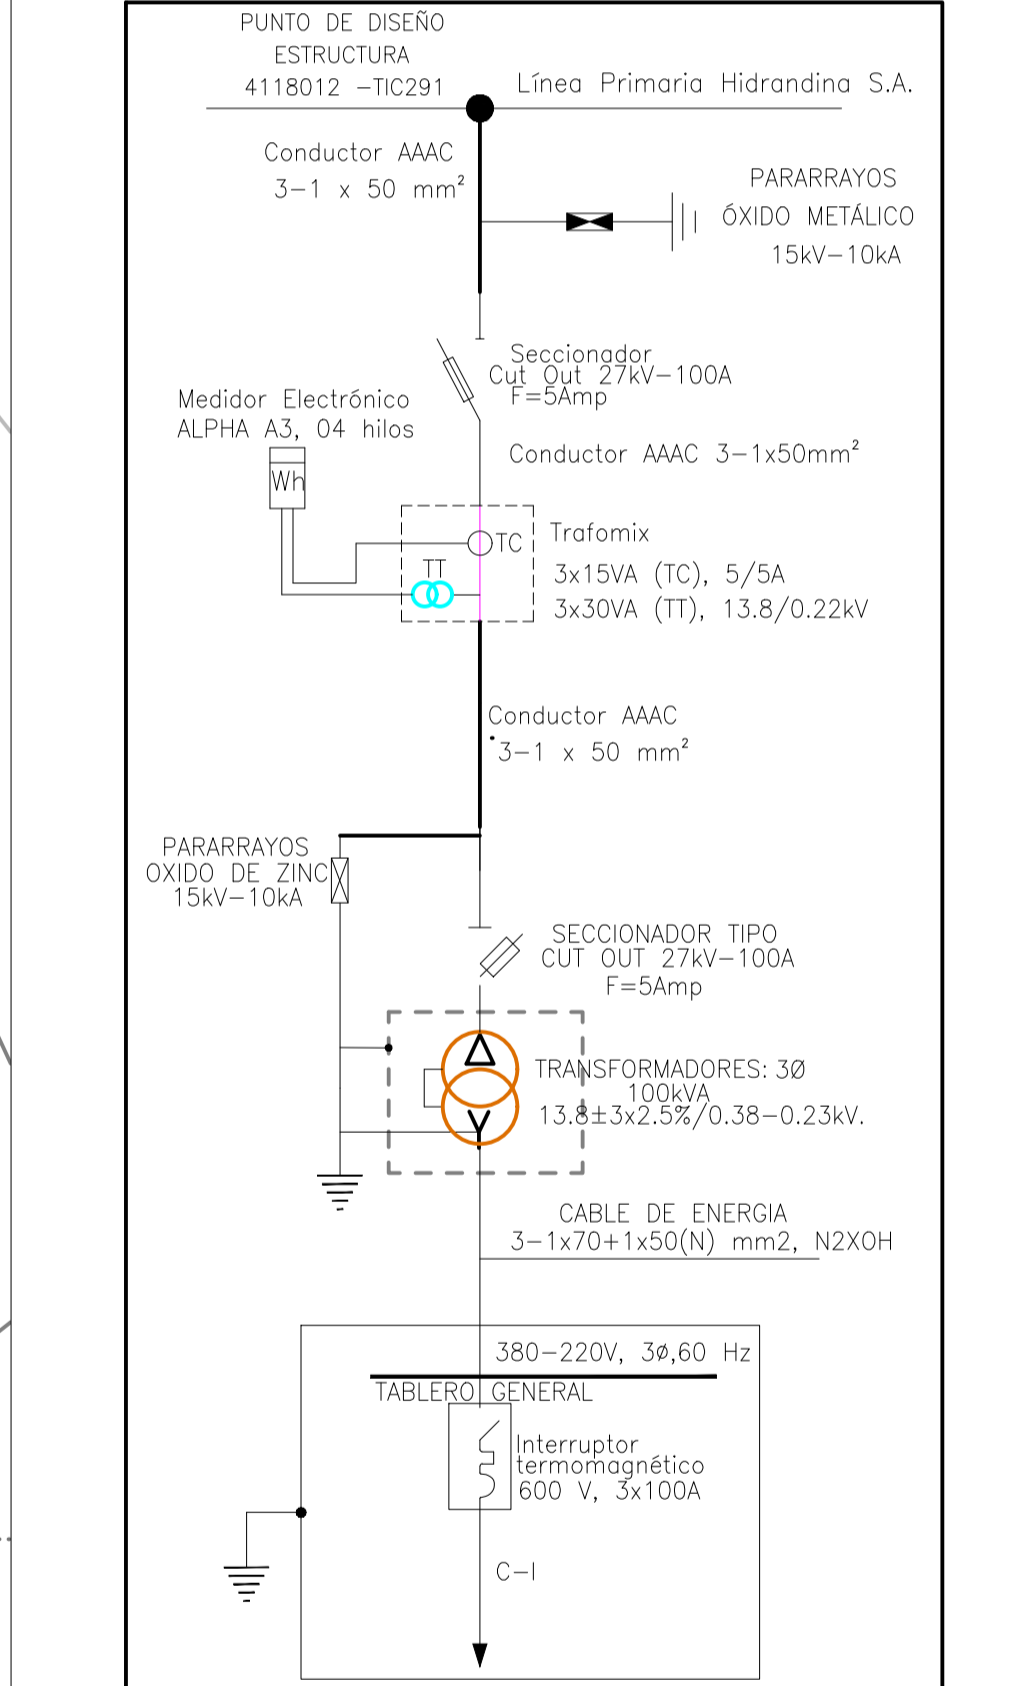 PUNTO DE DISEÑO
ESTRUCTURA
4118012 -TIC291
Línea Primaria Hidrandina S.A.
Conductor AAAC
3-1 x 50 mm²
PARARRAYOS
ÓXIDO METÁLICO
15kV-10kA
Seccionador
Cut Out 27kV-100A
F=5Amp
Medidor Electrónico
ALPHA A3, 04 hilos
Wh
Conductor AAAC 3-1x50mm²
TC
TT
Trafomix
3x15VA (TC), 5/5A
3x30VA (TT), 13.8/0.22kV
Conductor AAAC
3-1 x 50 mm²
PARARRAYOS
OXIDO DE ZINC
15kV-10kA
SECCIONADOR TIPO
CUT OUT 27kV-100A
F=5Amp
TRANSFORMADORES: 3Ø
100kVA
13.8±3x2.5%/0.38-0.23kV.
CABLE DE ENERGIA
3-1x70+1x50(N) mm2, N2XOH
380-220V, 3ø,60 Hz
TABLERO GENERAL
Interruptor
termomagnético
600 V, 3x100A
C-I